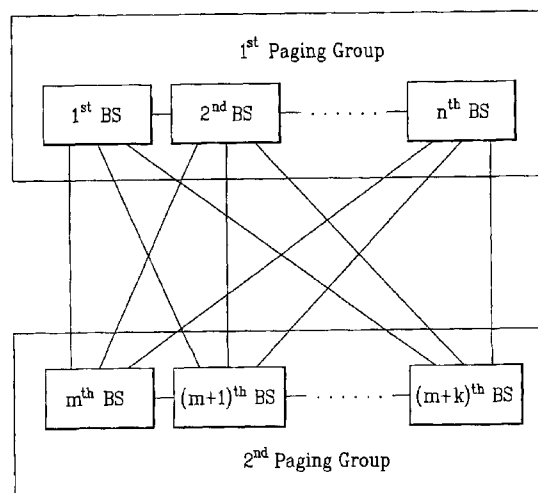 1st Paging Group
1st BS 2nd BS ....... nth BS
mth BS (m+1)th BS ....... (m+k)th BS
2nd Paging Group